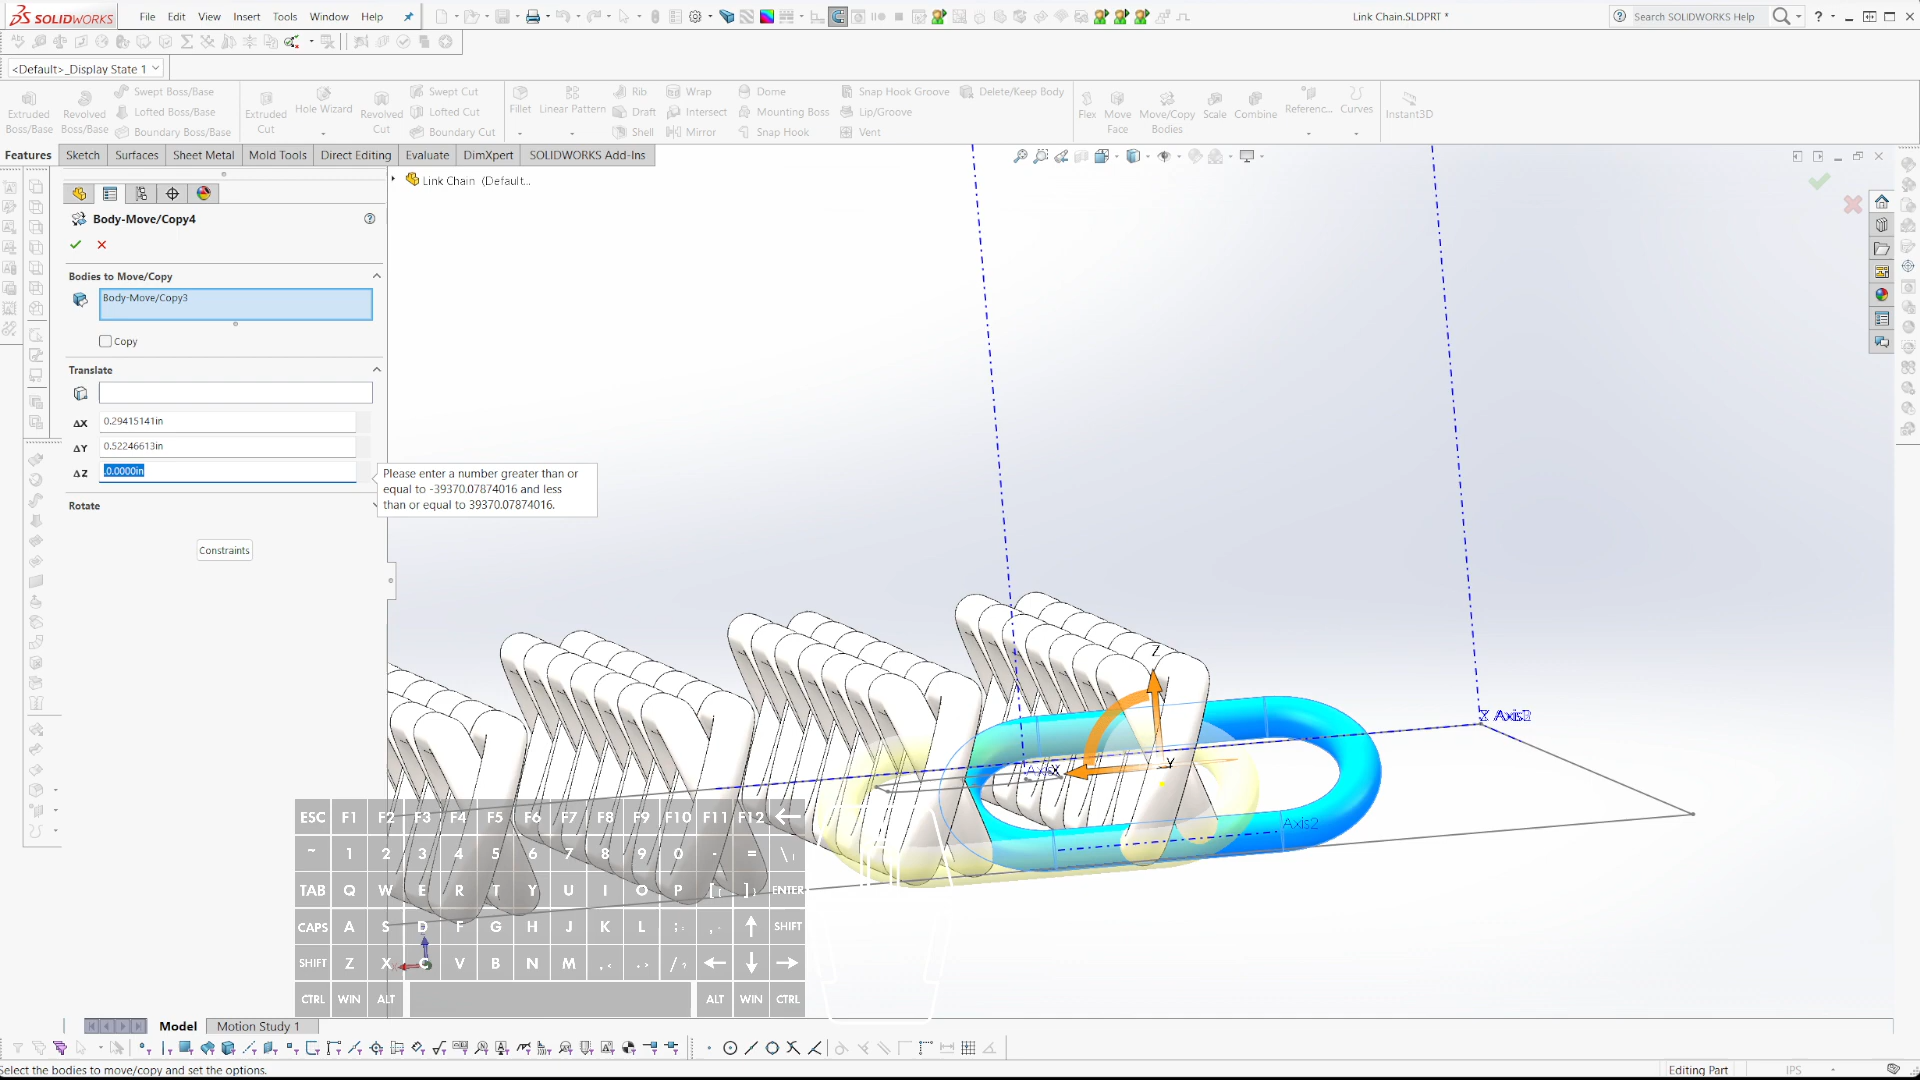 SOLIDWORKS
File Edit View Insert Tools Window Help
Link Chain.SLDPRT *
Search SOLIDWORKS Help
<Default>_Display State 1
Extruded Boss/Base
Revolved Boss/Base
Swept Boss/Base
Lofted Boss/Base
Boundary Boss/Base
Extruded Cut
Hole Wizard
Revolved Cut
Swept Cut
Lofted Cut
Boundary Cut
Fillet
Linear Pattern
Rib
Draft
Shell
Wrap
Intersect
Mirror
Dome
Mounting Boss
Snap Hook
Snap Hook Groove
Lip/Groove
Vent
Delete/Keep Body
Flex
Move Face
Move/Copy Bodies
Scale
Combine
Referenc...
Curves
Instant3D
Features Sketch Surfaces Sheet Metal Mold Tools Direct Editing Evaluate DimXpert SOLIDWORKS Add-Ins
Link Chain (Default...
Body-Move/Copy4
Bodies to Move/Copy
Body-Move/Copy3
Copy
Translate
ΔX 0.29415141in
ΔY 0.52246613in
ΔZ .0.0000in
Please enter a number greater than or
equal to -39370.07874016 and less
than or equal to 39370.07874016.
Rotate
Constraints
Z
X
Y
Axis2
ESC F1 F2 F3 F4 F5 F6 F7 F8 F9 F10 F11 F12
~ 1 2 3 4 5 6 7 8 9 0 - = \
TAB Q W E R T Y U I O P [ ] ENTER
CAPS A S D F G H J K L ; SHIFT
SHIFT Z X C V B N M / ?
CTRL WIN ALT ALT WIN CTRL
Model Motion Study 1
Select the bodies to move/copy and set the options.
Editing Part
IPS